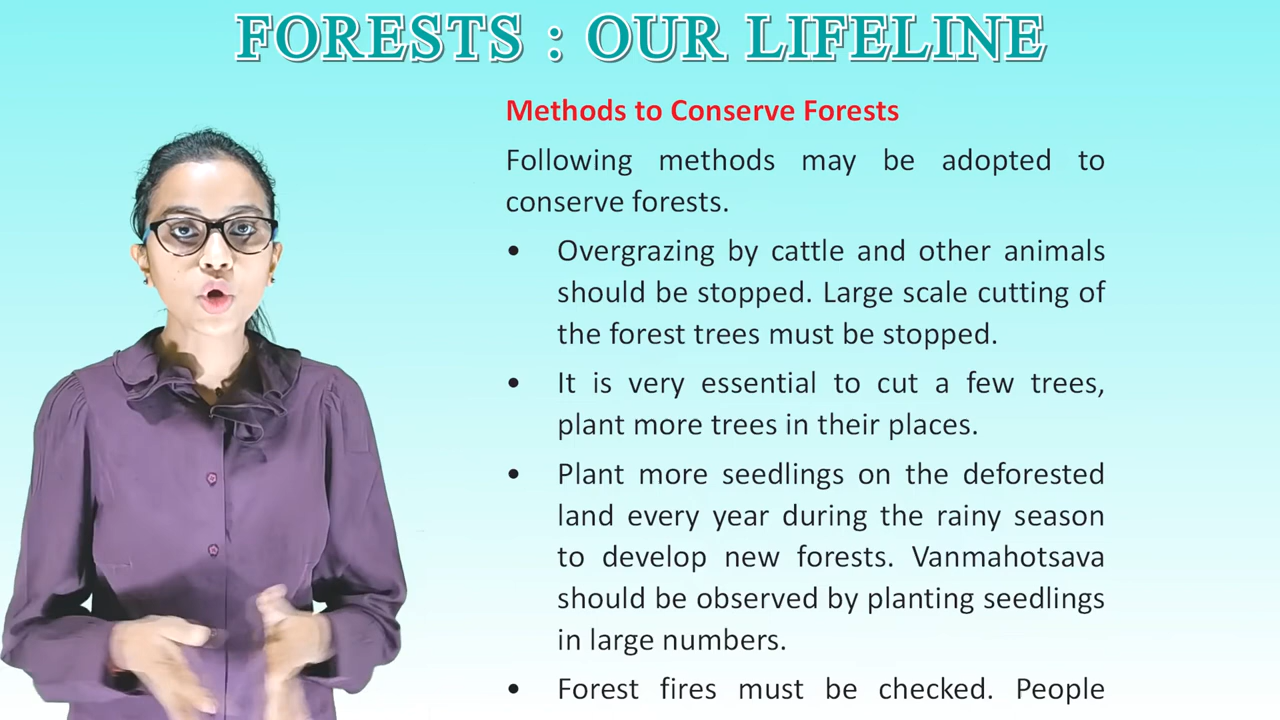 FORESTS : OUR LIFELINE
Methods to Conserve Forests
Following methods may be adopted to
conserve forests.
• Overgrazing by cattle and other animals
should be stopped. Large scale cutting of
the forest trees must be stopped.
• It is very essential to cut a few trees,
plant more trees in their places.
• Plant more seedlings on the deforested
land every year during the rainy season
to develop new forests. Vanmahotsava
should be observed by planting seedlings
in large numbers.
• Forest fires must be checked. People